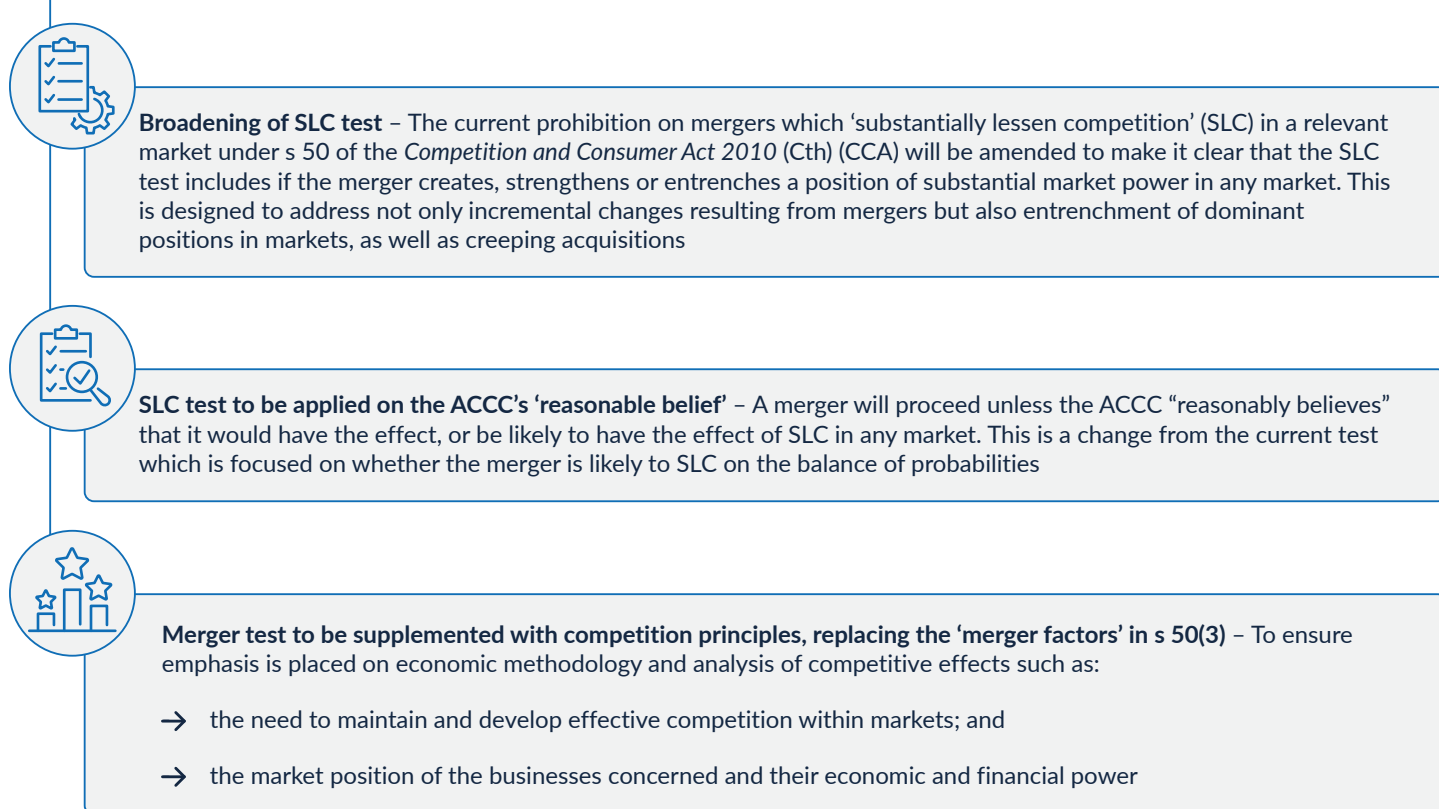 Broadening of SLC test – The current prohibition on mergers which ‘substantially lessen competition’ (SLC) in a relevant
market under s 50 of the Competition and Consumer Act 2010 (Cth) (CCA) will be amended to make it clear that the SLC
test includes if the merger creates, strengthens or entrenches a position of substantial market power in any market. This
is designed to address not only incremental changes resulting from mergers but also entrenchment of dominant
positions in markets, as well as creeping acquisitions
SLC test to be applied on the ACCC’s ‘reasonable belief’ – A merger will proceed unless the ACCC “reasonably believes”
that it would have the effect, or be likely to have the effect of SLC in any market. This is a change from the current test
which is focused on whether the merger is likely to SLC on the balance of probabilities
Merger test to be supplemented with competition principles, replacing the ‘merger factors’ in s 50(3) – To ensure
emphasis is placed on economic methodology and analysis of competitive effects such as:
→ the need to maintain and develop effective competition within markets; and
→ the market position of the businesses concerned and their economic and financial power